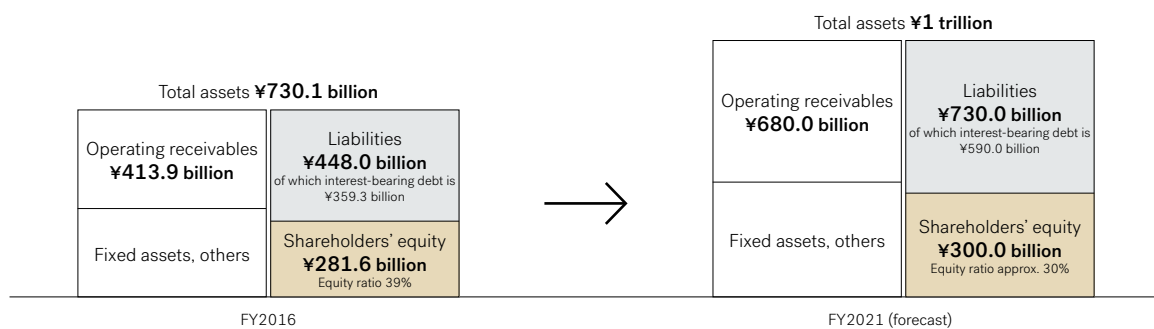 Total assets ¥730.1 billion
Operating receivables
¥413.9 billion
Fixed assets, others
Liabilities
¥448.0 billion
of which interest-bearing debt is
¥359.3 billion
Shareholders’ equity
¥281.6 billion
Equity ratio 39%
FY2016
Total assets ¥1 trillion
Operating receivables
¥680.0 billion
Fixed assets, others
Liabilities
¥730.0 billion
of which interest-bearing debt is
¥590.0 billion
Shareholders’ equity
¥300.0 billion
Equity ratio approx. 30%
FY2021 (forecast)